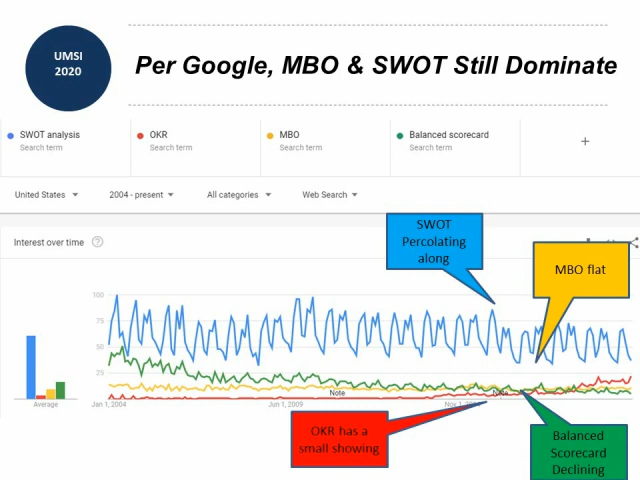 UMSI
2020
Per Google, MBO & SWOT Still Dominate
SWOT analysis
Search term
OKR
Search term
MBO
Search term
Balanced scorecard
Search term
+
United States
2004 - present
All categories
Web Search
Interest over time
?
SWOT
Percolating
along
MBO flat
100
75
50
25
Average
Jan 1, 2004
Jun 1, 2009
Note
Note
OKR has a
small showing
Balanced
Scorecard
Declining